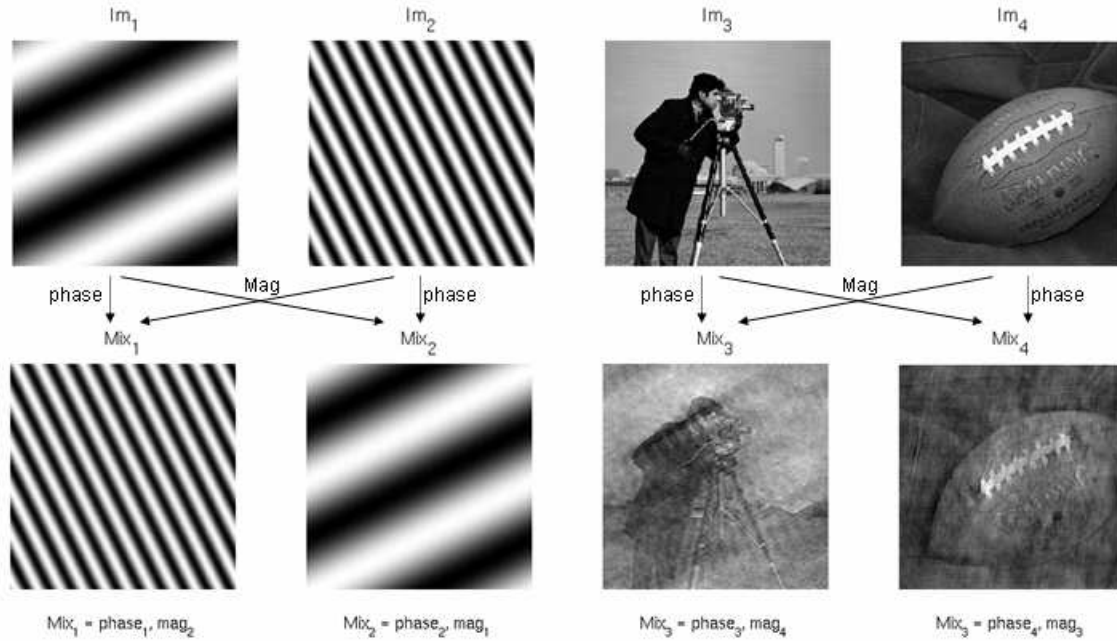 Im₁ Im₂ Im₃ Im₄
SPALDING
phase Mag phase phase Mag phase
Mix₁ Mix₂ Mix₃ Mix₄
Mix₁ = phase₁, mag₂ Mix₂ = phase₂, mag₁ Mix₃ = phase₃, mag₄ Mix₃ = phase₄, mag₃